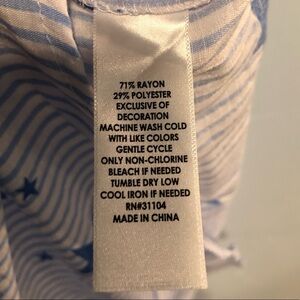 71% RAYON
29% POLYESTER
EXCLUSIVE OF
DECORATION
MACHINE WASH COLD
WITH LIKE COLORS
GENTLE CYCLE
ONLY NON-CHLORINE
BLEACH IF NEEDED
TUMBLE DRY LOW
COOL IRON IF NEEDED
RN#31104
MADE IN CHINA